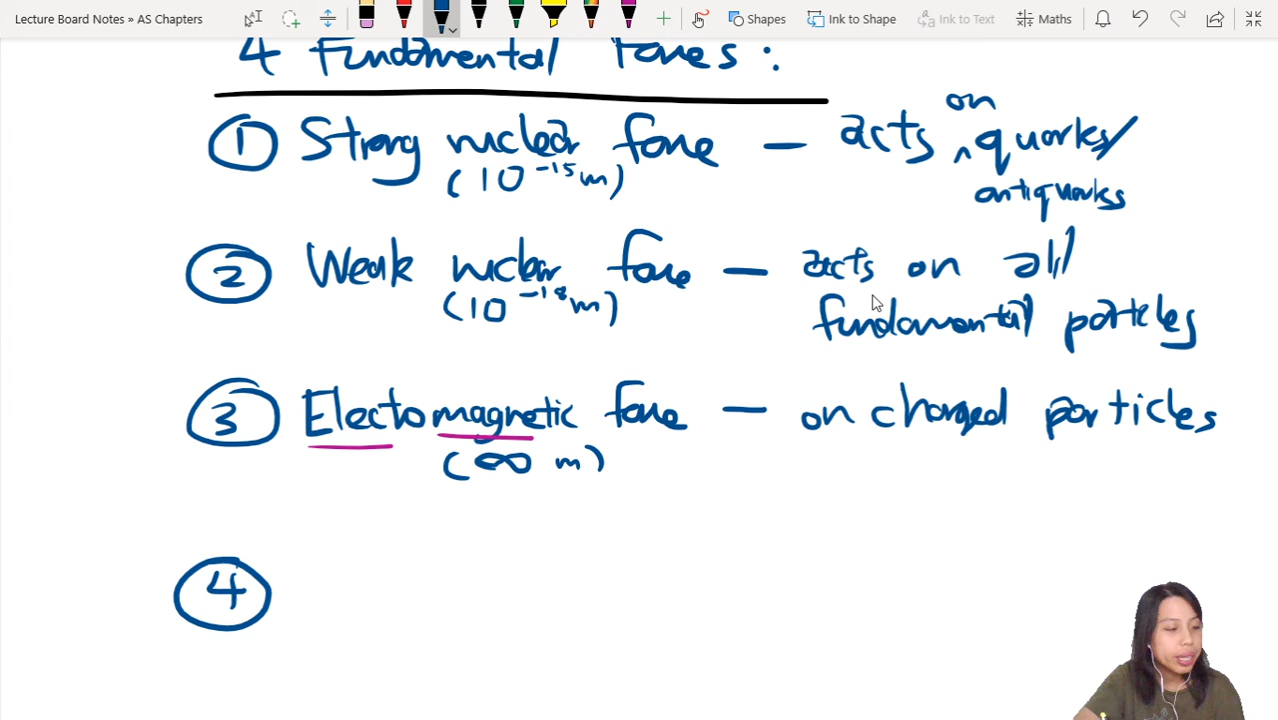 Lecture Board Notes » AS Chapters
Shapes
Ink to Shape
Ink to Text
Maths
4 Fundamental Forces :
① Strong nuclear force — acts on quarks/
(10⁻¹⁵m)
antiquarks
② Weak nuclear force — acts on all
(10⁻¹⁸m)
fundamental particles
③ Electomagnetic force — on charged particles
(∞ m)
④